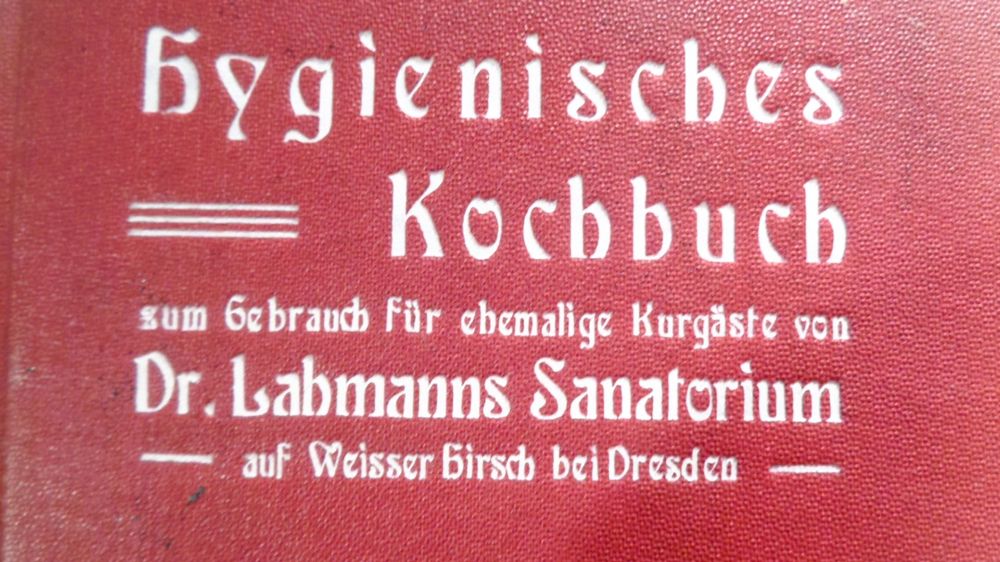 Hygienisches
Kochbuch
zum Gebrauch für ehemalige Kurgäste von
Dr. Lahmanns Sanatorium
auf Weisser Hirsch bei Dresden